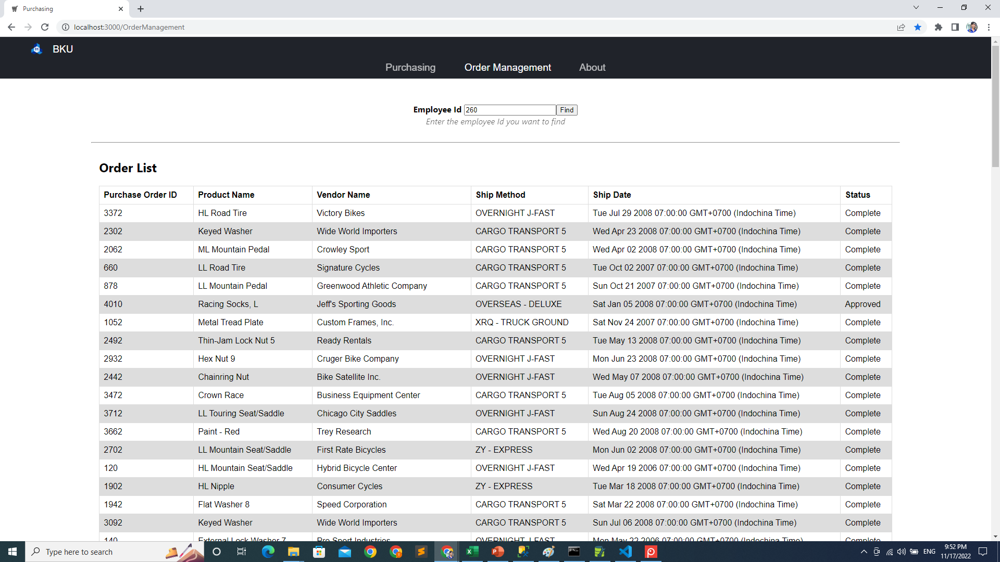 Purchasing
localhost:3000/OrderManagement
BK
BKU
Purchasing Order Management About
Employee Id 260 Find
Enter the employee Id you want to find
Order List
Purchase Order ID Product Name Vendor Name Ship Method Ship Date Status
3372 HL Road Tire Victory Bikes OVERNIGHT J-FAST Tue Jul 29 2008 07:00:00 GMT+0700 (Indochina Time) Complete
2302 Keyed Washer Wide World Importers CARGO TRANSPORT 5 Wed Apr 23 2008 07:00:00 GMT+0700 (Indochina Time) Complete
2062 ML Mountain Pedal Crowley Sport CARGO TRANSPORT 5 Wed Apr 02 2008 07:00:00 GMT+0700 (Indochina Time) Complete
660 LL Road Tire Signature Cycles CARGO TRANSPORT 5 Tue Oct 02 2007 07:00:00 GMT+0700 (Indochina Time) Complete
878 LL Mountain Pedal Greenwood Athletic Company CARGO TRANSPORT 5 Sun Oct 21 2007 07:00:00 GMT+0700 (Indochina Time) Complete
4010 Racing Socks, L Jeff's Sporting Goods OVERSEAS - DELUXE Sat Jan 05 2008 07:00:00 GMT+0700 (Indochina Time) Approved
1052 Metal Tread Plate Custom Frames, Inc. XRQ - TRUCK GROUND Sat Nov 24 2007 07:00:00 GMT+0700 (Indochina Time) Complete
2492 Thin-Jam Lock Nut 5 Ready Rentals CARGO TRANSPORT 5 Tue May 13 2008 07:00:00 GMT+0700 (Indochina Time) Complete
2932 Hex Nut 9 Cruger Bike Company OVERNIGHT J-FAST Mon Jun 23 2008 07:00:00 GMT+0700 (Indochina Time) Complete
2442 Chainring Nut Bike Satellite Inc. OVERNIGHT J-FAST Wed May 07 2008 07:00:00 GMT+0700 (Indochina Time) Complete
3472 Crown Race Business Equipment Center CARGO TRANSPORT 5 Tue Aug 05 2008 07:00:00 GMT+0700 (Indochina Time) Complete
3712 LL Touring Seat/Saddle Chicago City Saddles OVERNIGHT J-FAST Sun Aug 24 2008 07:00:00 GMT+0700 (Indochina Time) Complete
3662 Paint - Red Trey Research CARGO TRANSPORT 5 Wed Aug 20 2008 07:00:00 GMT+0700 (Indochina Time) Complete
2702 LL Mountain Seat/Saddle First Rate Bicycles ZY - EXPRESS Mon Jun 02 2008 07:00:00 GMT+0700 (Indochina Time) Complete
120 HL Mountain Seat/Saddle Hybrid Bicycle Center OVERNIGHT J-FAST Wed Apr 19 2006 07:00:00 GMT+0700 (Indochina Time) Complete
1902 HL Nipple Consumer Cycles ZY - EXPRESS Tue Mar 18 2008 07:00:00 GMT+0700 (Indochina Time) Complete
1942 Flat Washer 8 Speed Corporation CARGO TRANSPORT 5 Sat Mar 22 2008 07:00:00 GMT+0700 (Indochina Time) Complete
3092 Keyed Washer Wide World Importers CARGO TRANSPORT 5 Sun Jul 06 2008 07:00:00 GMT+0700 (Indochina Time) Complete
140 External Lock Washer 7 Pro Sport Industries OVERNIGHT J-FAST Mon May 22 2006 07:00:00 GMT+0700 (Indochina Time) Complete
Type here to search
ENG
9:52 PM
11/17/2022